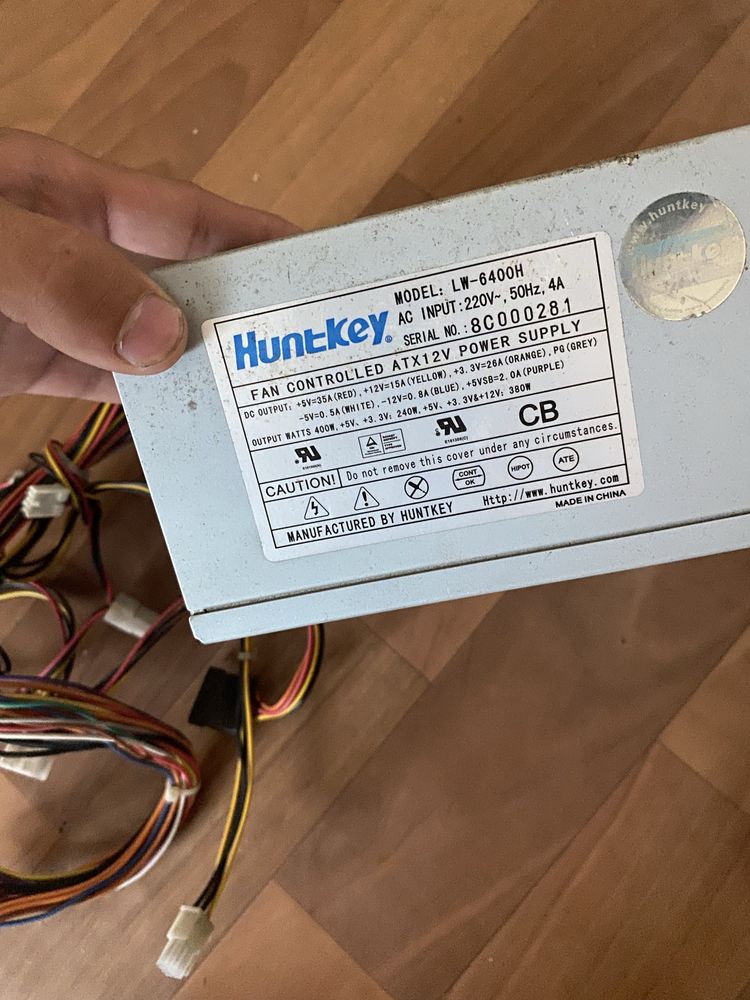 www.huntkey
Huntkey®
MODEL: LW-6400H
AC INPUT:220V~, 50Hz, 4A
SERIAL NO.: 8C000281
FAN CONTROLLED ATX12V POWER SUPPLY
DC OUTPUT: +5V=35A(RED), +12V=15A(YELLOW), +3.3V=26A(ORANGE), PG(GREY)
-5V=0.5A(WHITE), -12V=0.8A(BLUE), +5VSB=2.0A(PURPLE)
OUTPUT WATTS 400W, +5V, +3.3V: 240W, +5V, +3.3V&+12V: 380W
CB
CAUTION! Do not remove this cover under any circumstances.
CONT OK
HIPOT
ATE
MANUFACTURED BY HUNTKEY Http://www.huntkey.com
MADE IN CHINA